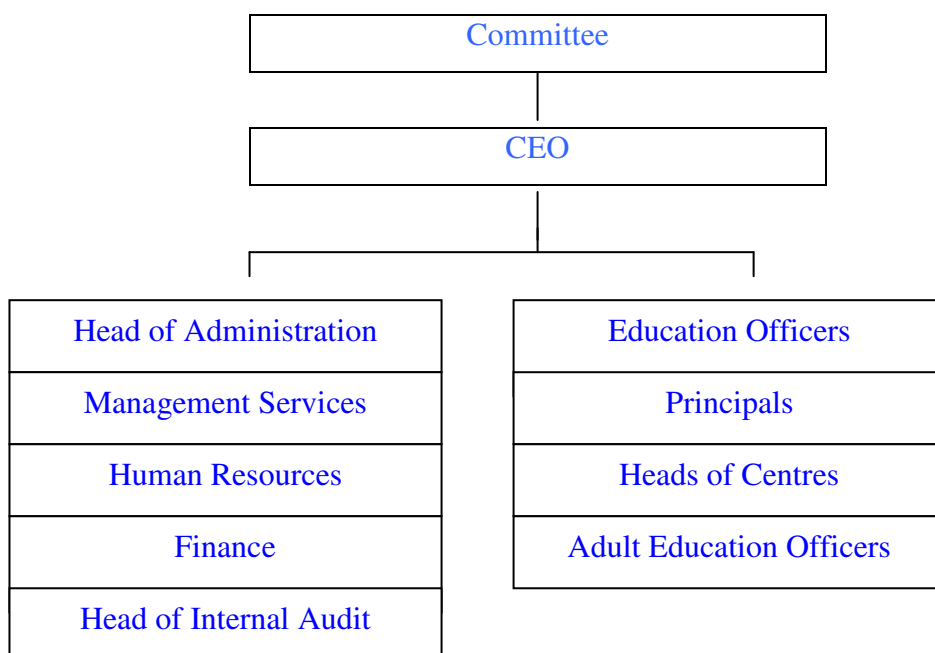 Committee
CEO
Head of Administration
Management Services
Human Resources
Finance
Head of Internal Audit
Education Officers
Principals
Heads of Centres
Adult Education Officers